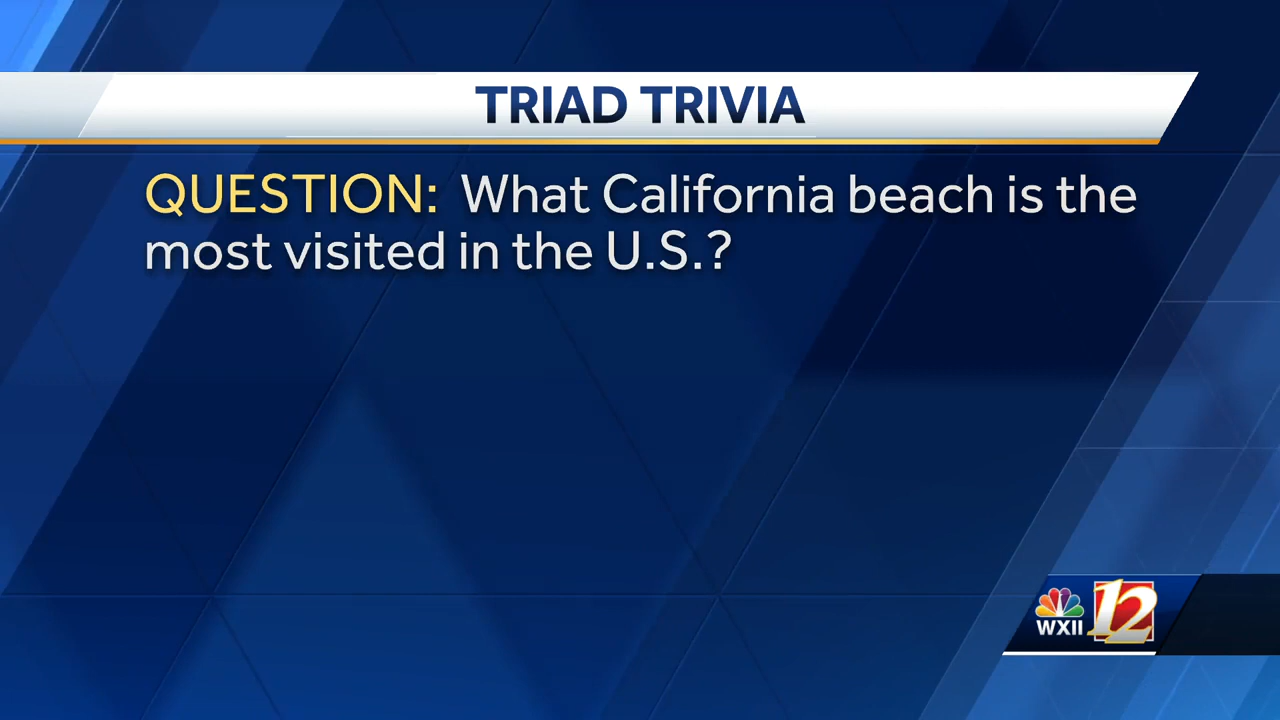 TRIAD TRIVIA
QUESTION: What California beach is the
most visited in the U.S.?
WXII 12